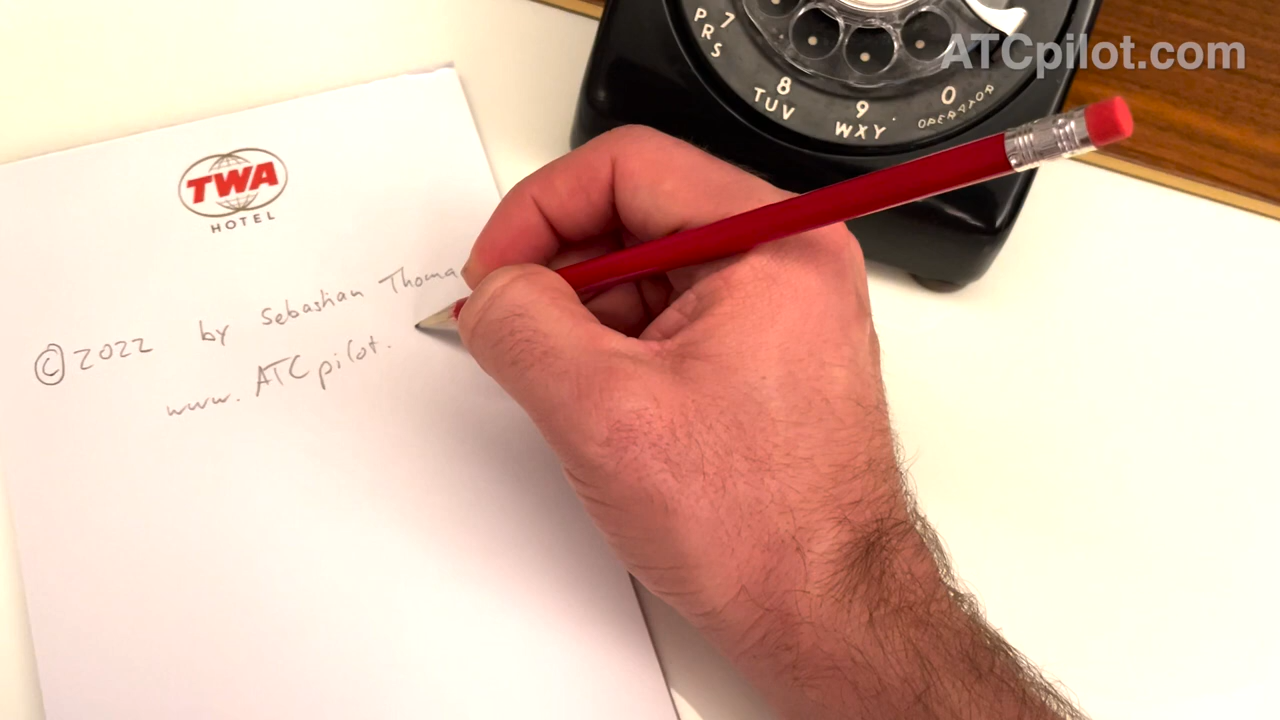 ATCpilot.com
7
PRS
8
TUV
9
WXY
0
OPERATOR
TWA
HOTEL
©2022 by Sebastian Thoma
www.ATCpilot.